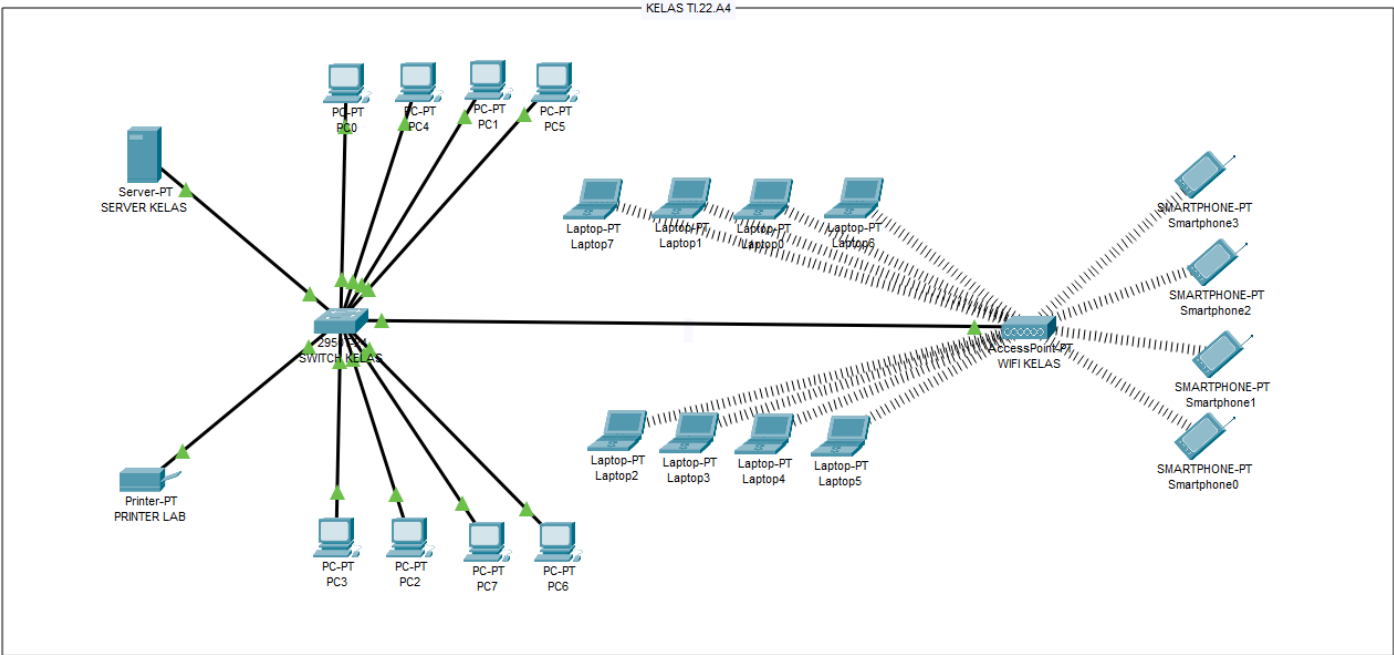 KELAS TI.22.A4
PC-PT
PC0
PC-PT
PC4
PC-PT
PC1
PC-PT
PC5
Server-PT
SERVER KELAS
Laptop-PT
Laptop7
Laptop-PT
Laptop1
Laptop-PT
Laptop0
Laptop-PT
Laptop6
SMARTPHONE-PT
Smartphone3
SMARTPHONE-PT
Smartphone2
SWITCH KELAS
AccessPoint-PT
WIFI KELAS
SMARTPHONE-PT
Smartphone1
Laptop-PT
Laptop2
Laptop-PT
Laptop3
Laptop-PT
Laptop4
Laptop-PT
Laptop5
SMARTPHONE-PT
Smartphone0
Printer-PT
PRINTER LAB
PC-PT
PC3
PC-PT
PC2
PC-PT
PC7
PC-PT
PC6